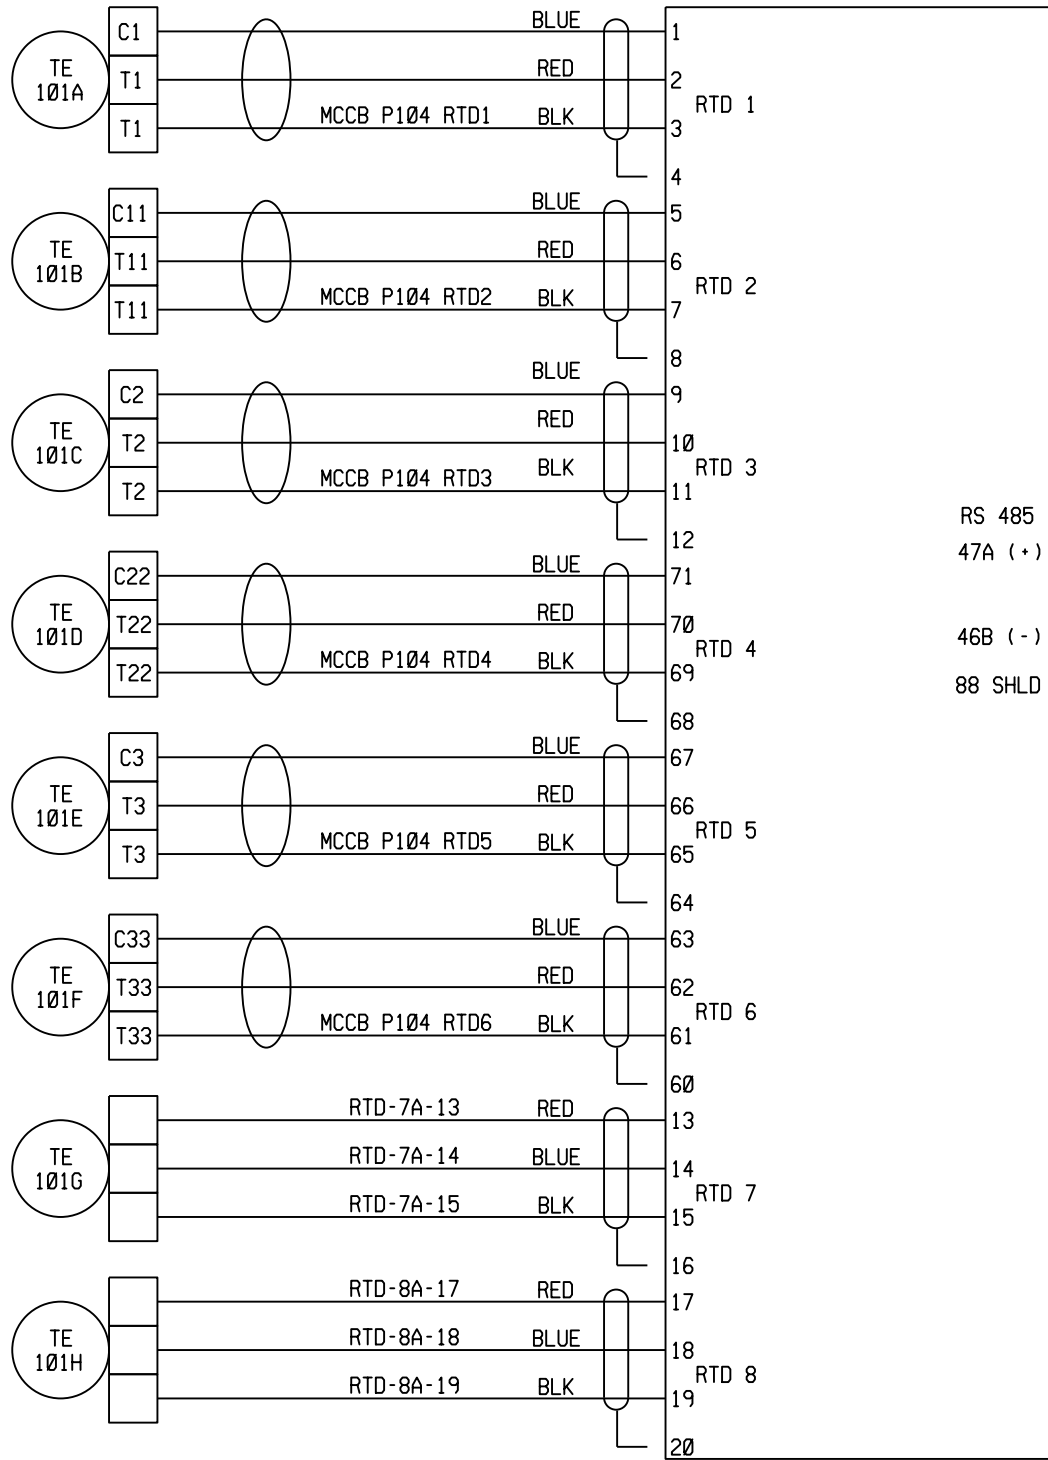 C1 BLUE 1
TE
101A
T1 RED 2
RTD 1
T1 MCCB P104 RTD1 BLK 3
4
C11 BLUE 5
TE
101B
T11 RED 6
RTD 2
T11 MCCB P104 RTD2 BLK 7
8
C2 BLUE 9
TE
101C
T2 RED 10
RTD 3
T2 MCCB P104 RTD3 BLK 11
12
RS 485
47A (+)
46B (-)
88 SHLD
C22 BLUE 71
TE
101D
T22 RED 70
RTD 4
T22 MCCB P104 RTD4 BLK 69
68
C3 BLUE 67
TE
101E
T3 RED 66
RTD 5
T3 MCCB P104 RTD5 BLK 65
64
C33 BLUE 63
TE
101F
T33 RED 62
RTD 6
T33 MCCB P104 RTD6 BLK 61
60
RTD-7A-13 RED 13
TE
101G
RTD-7A-14 BLUE 14
RTD 7
RTD-7A-15 BLK 15
16
RTD-8A-17 RED 17
TE
101H
RTD-8A-18 BLUE 18
RTD 8
RTD-8A-19 BLK 19
20